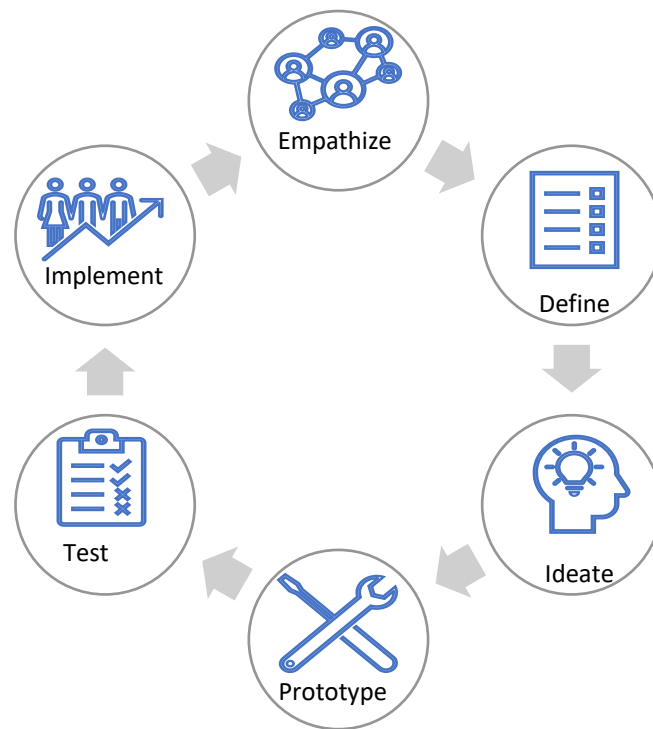 Empathize
Define
Ideate
Prototype
Test
Implement